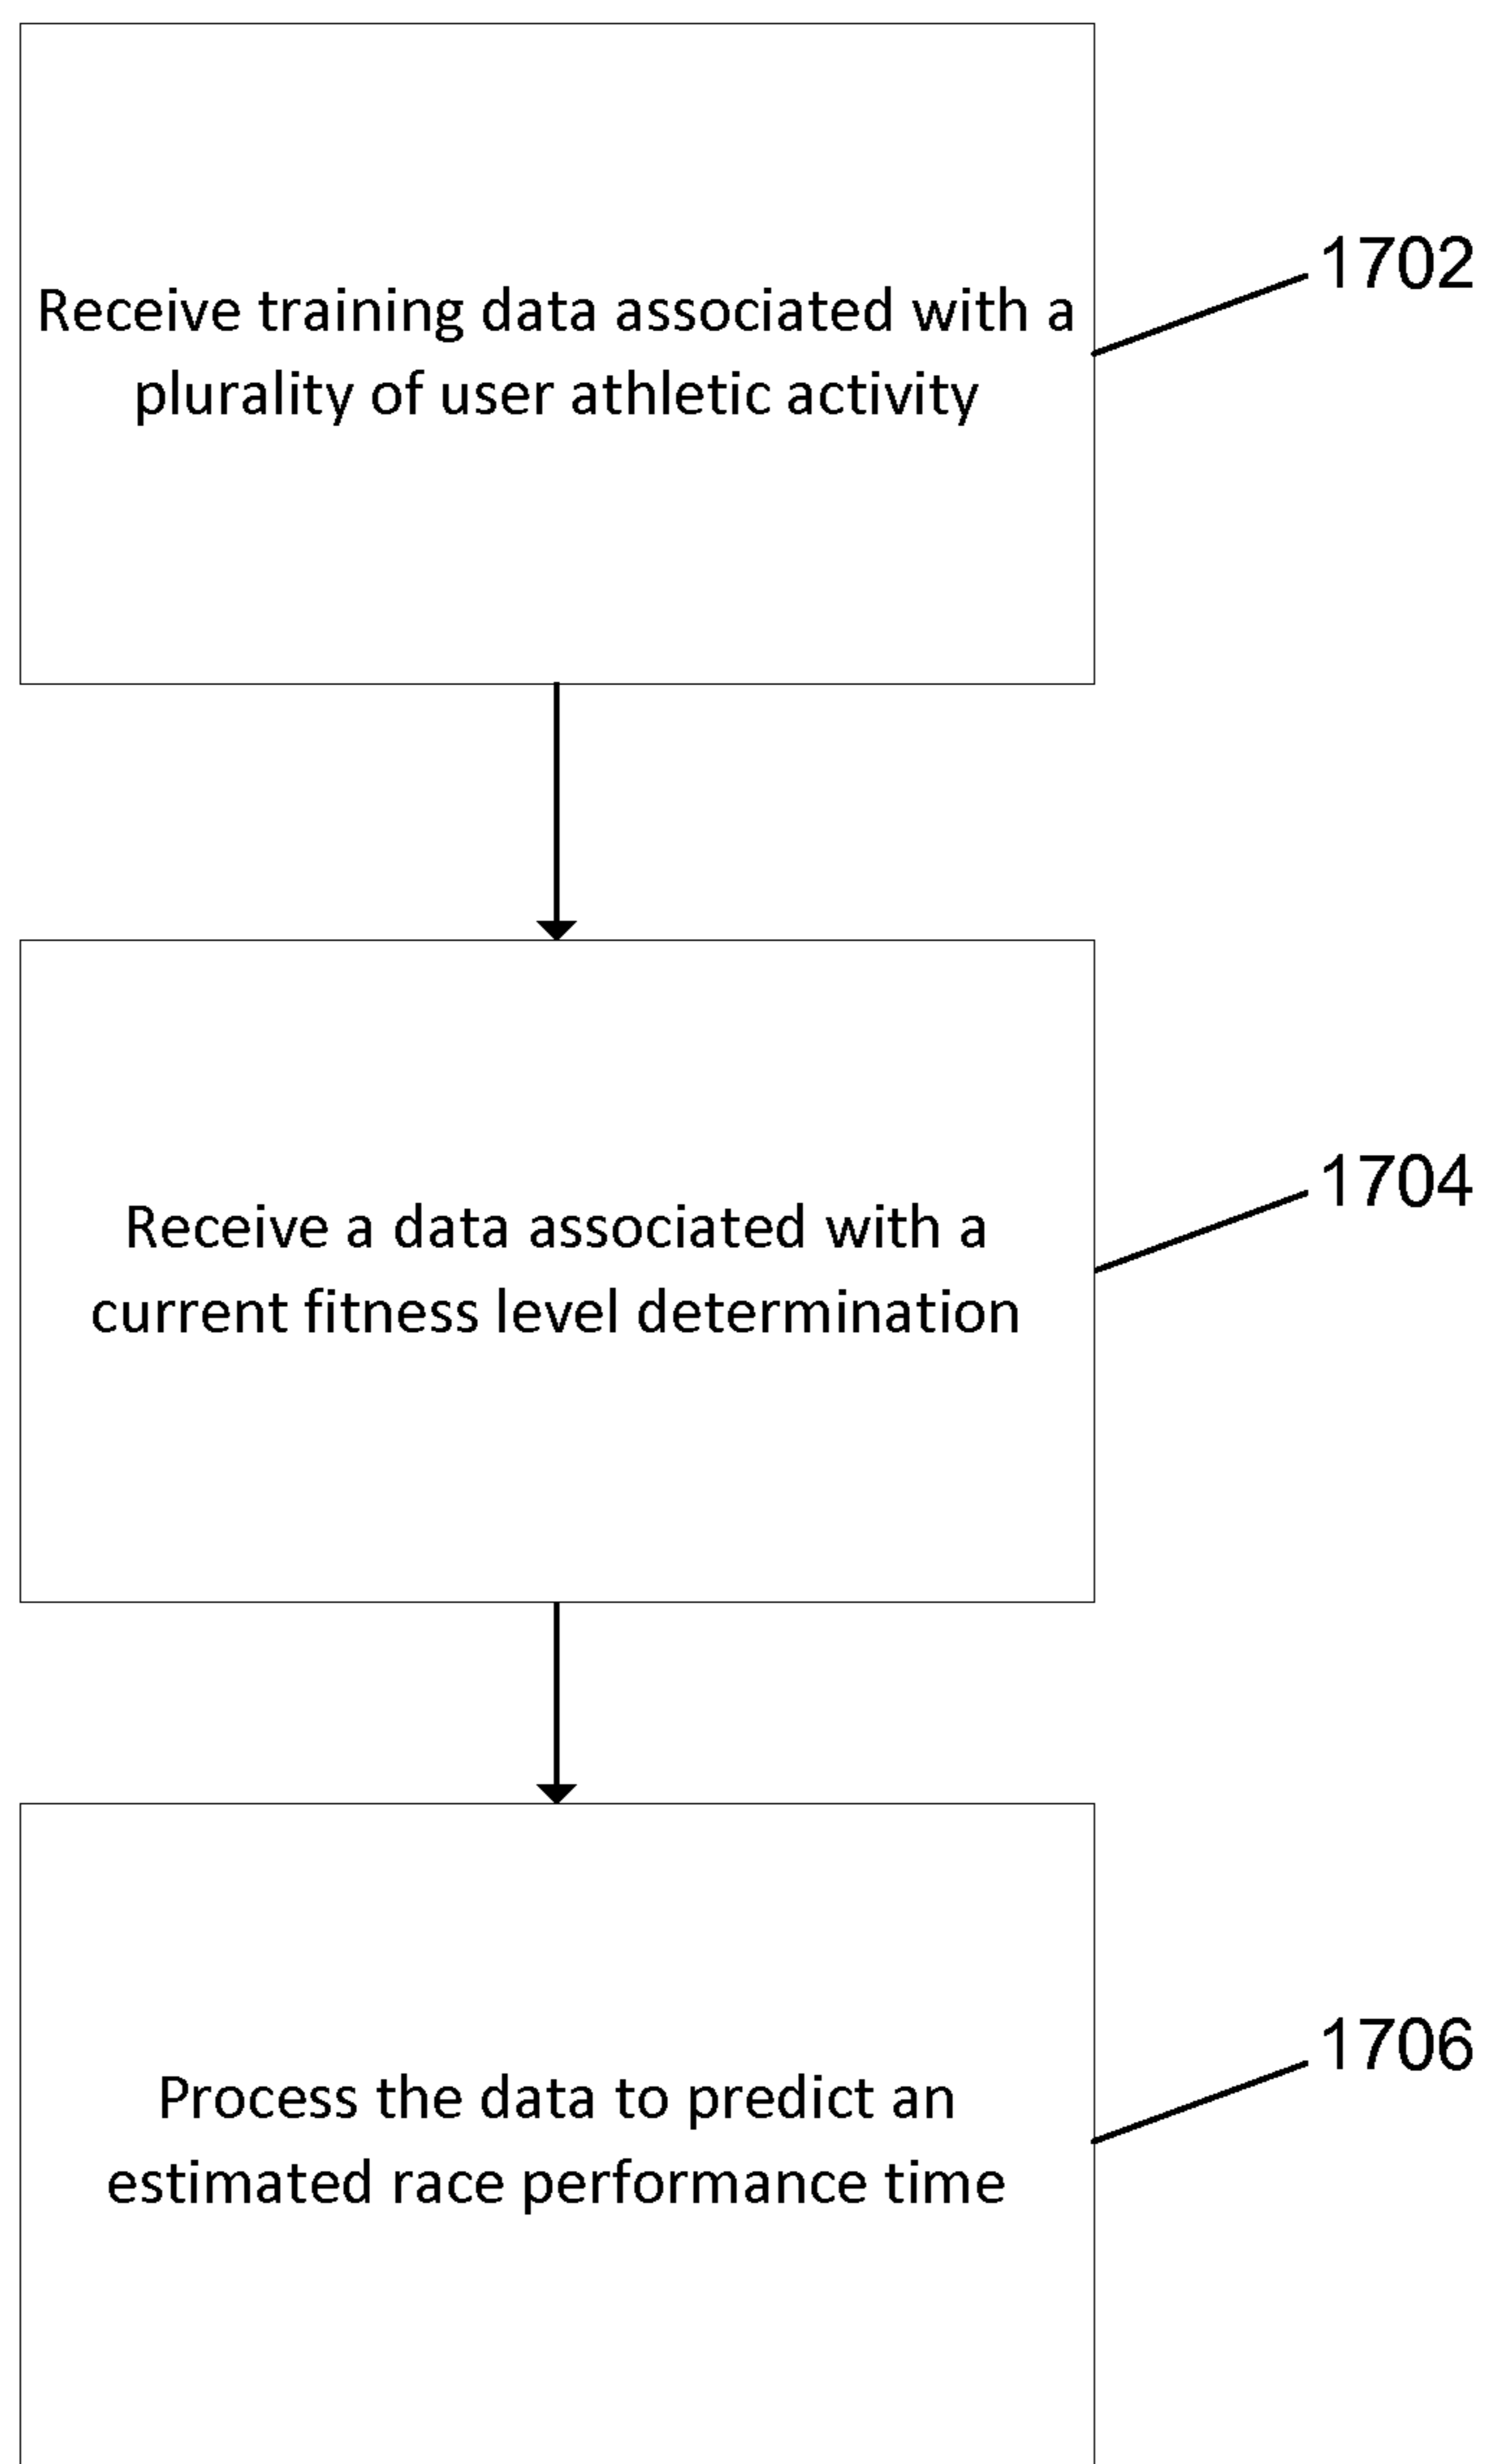 Receive training data associated with a
plurality of user athletic activity
1702
Receive a data associated with a
current fitness level determination
1704
Process the data to predict an
estimated race performance time
1706